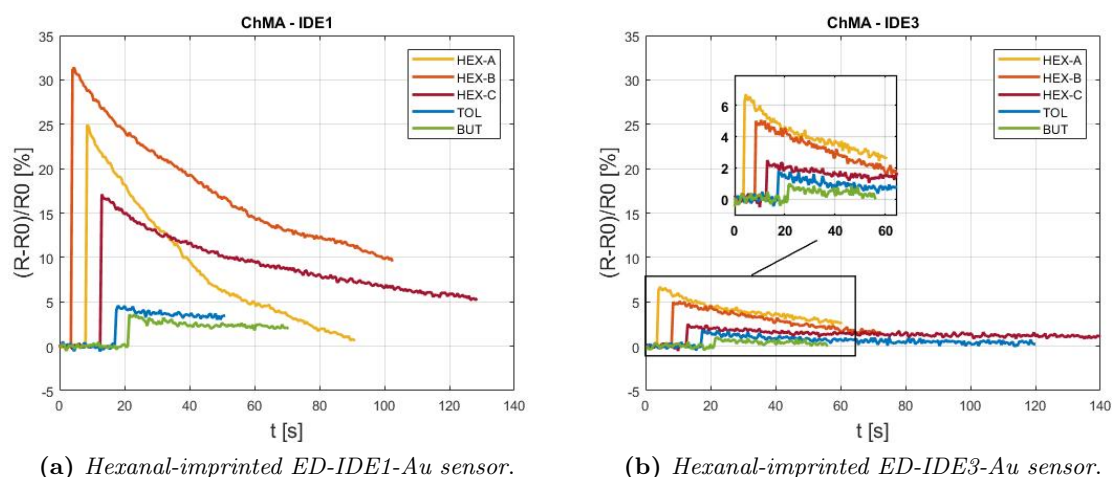 ChMA - IDE1
35
30
25
20
15
10
5
0
-5
(R-R0)/R0 [%]
HEX-A
HEX-B
HEX-C
TOL
BUT
0 20 40 60 80 100 120 140
t [s]
(a) Hexanal-imprinted ED-IDE1-Au sensor.
ChMA - IDE3
35
30
25
20
15
10
5
0
-5
(R-R0)/R0 [%]
HEX-A
HEX-B
HEX-C
TOL
BUT
6
4
2
0
0 20 40 60
0 20 40 60 80 100 120 140
t [s]
(b) Hexanal-imprinted ED-IDE3-Au sensor.